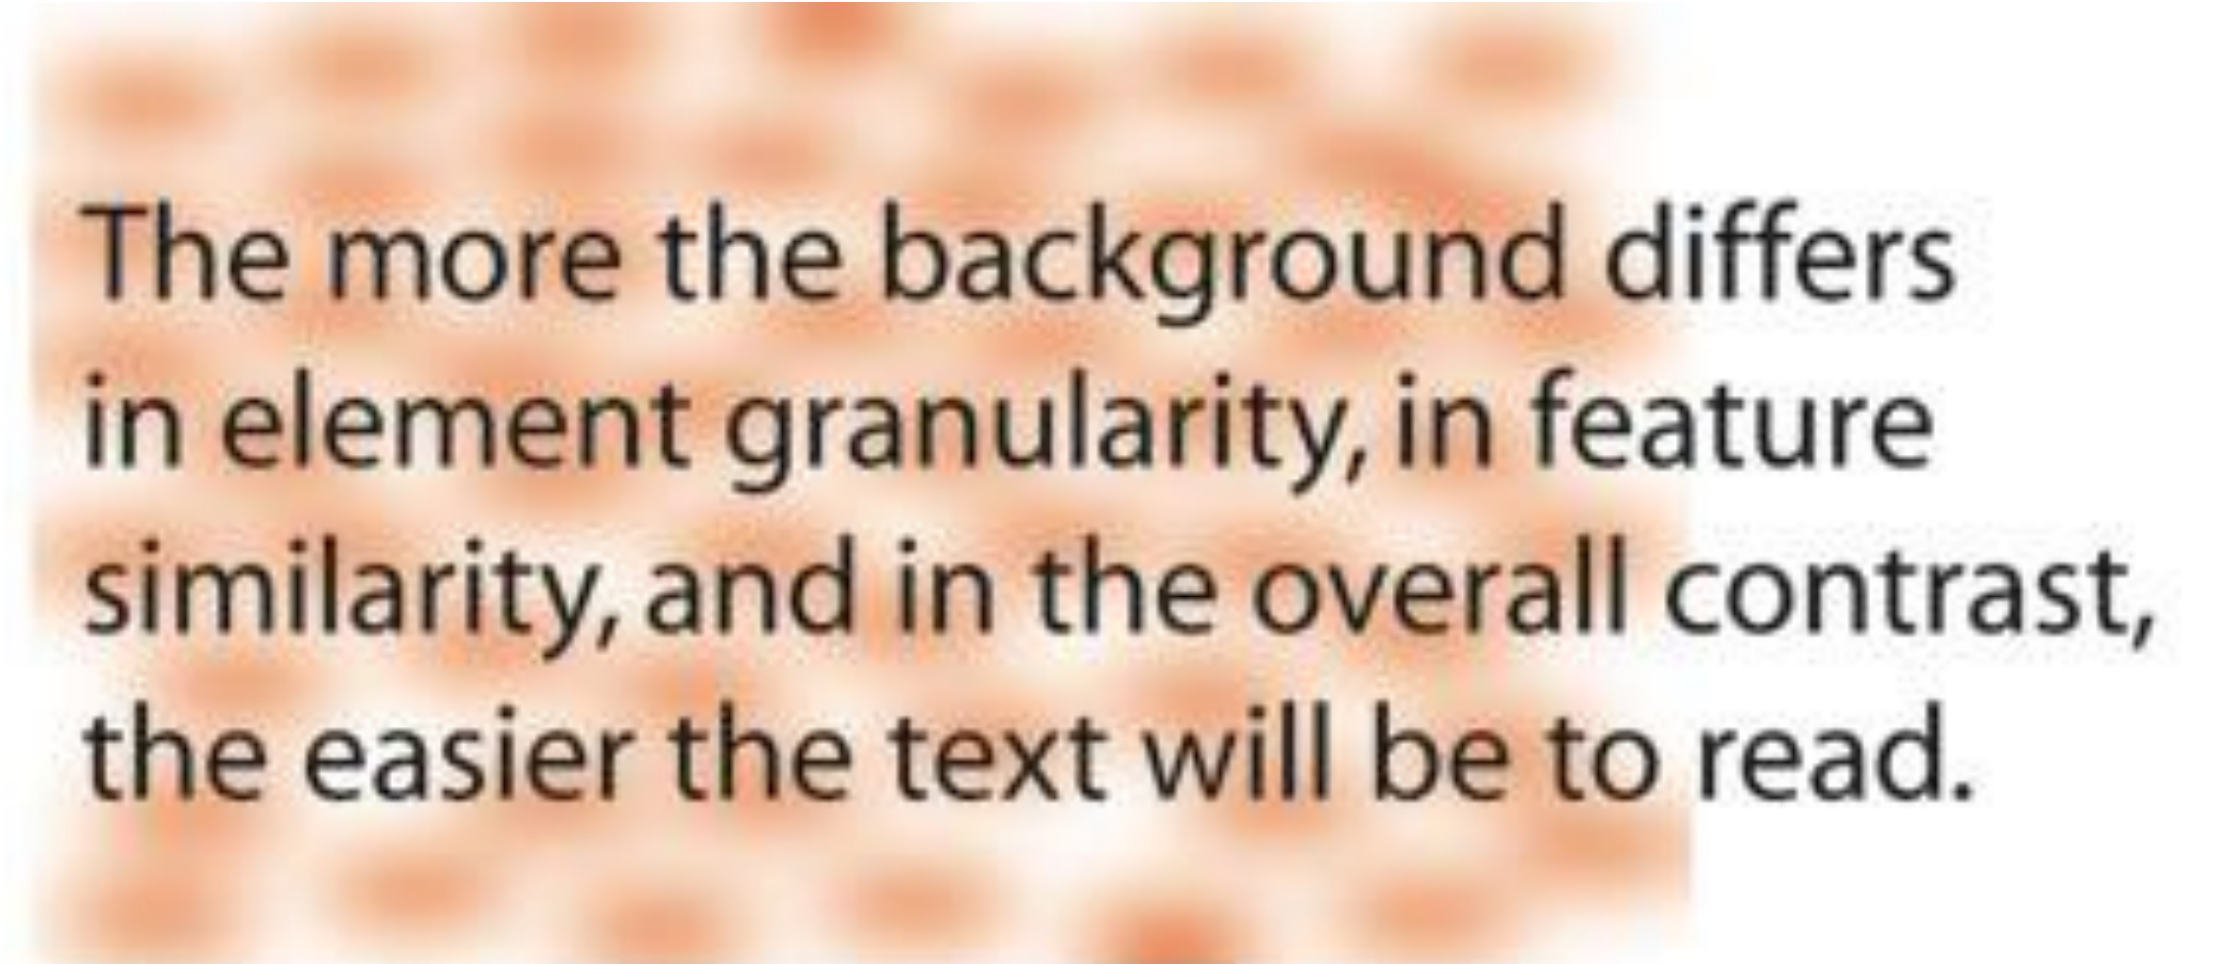 The more the background differs
in element granularity, in feature
similarity, and in the overall contrast,
the easier the text will be to read.